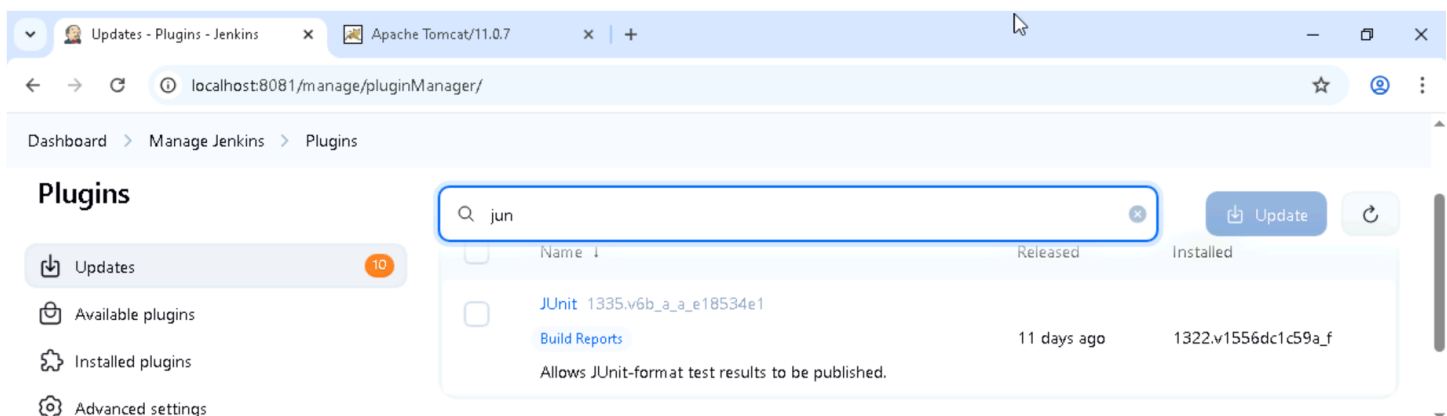 Updates - Plugins - Jenkins
Apache Tomcat/11.0.7
localhost:8081/manage/pluginManager/
Dashboard > Manage Jenkins > Plugins
Plugins
jun
Update
Updates 10
Name ↓ Released Installed
Available plugins
JUnit 1335.v6b_a_a_e18534e1
Build Reports
11 days ago
1322.v1556dc1c59a_f
Installed plugins
Allows JUnit-format test results to be published.
Advanced settings